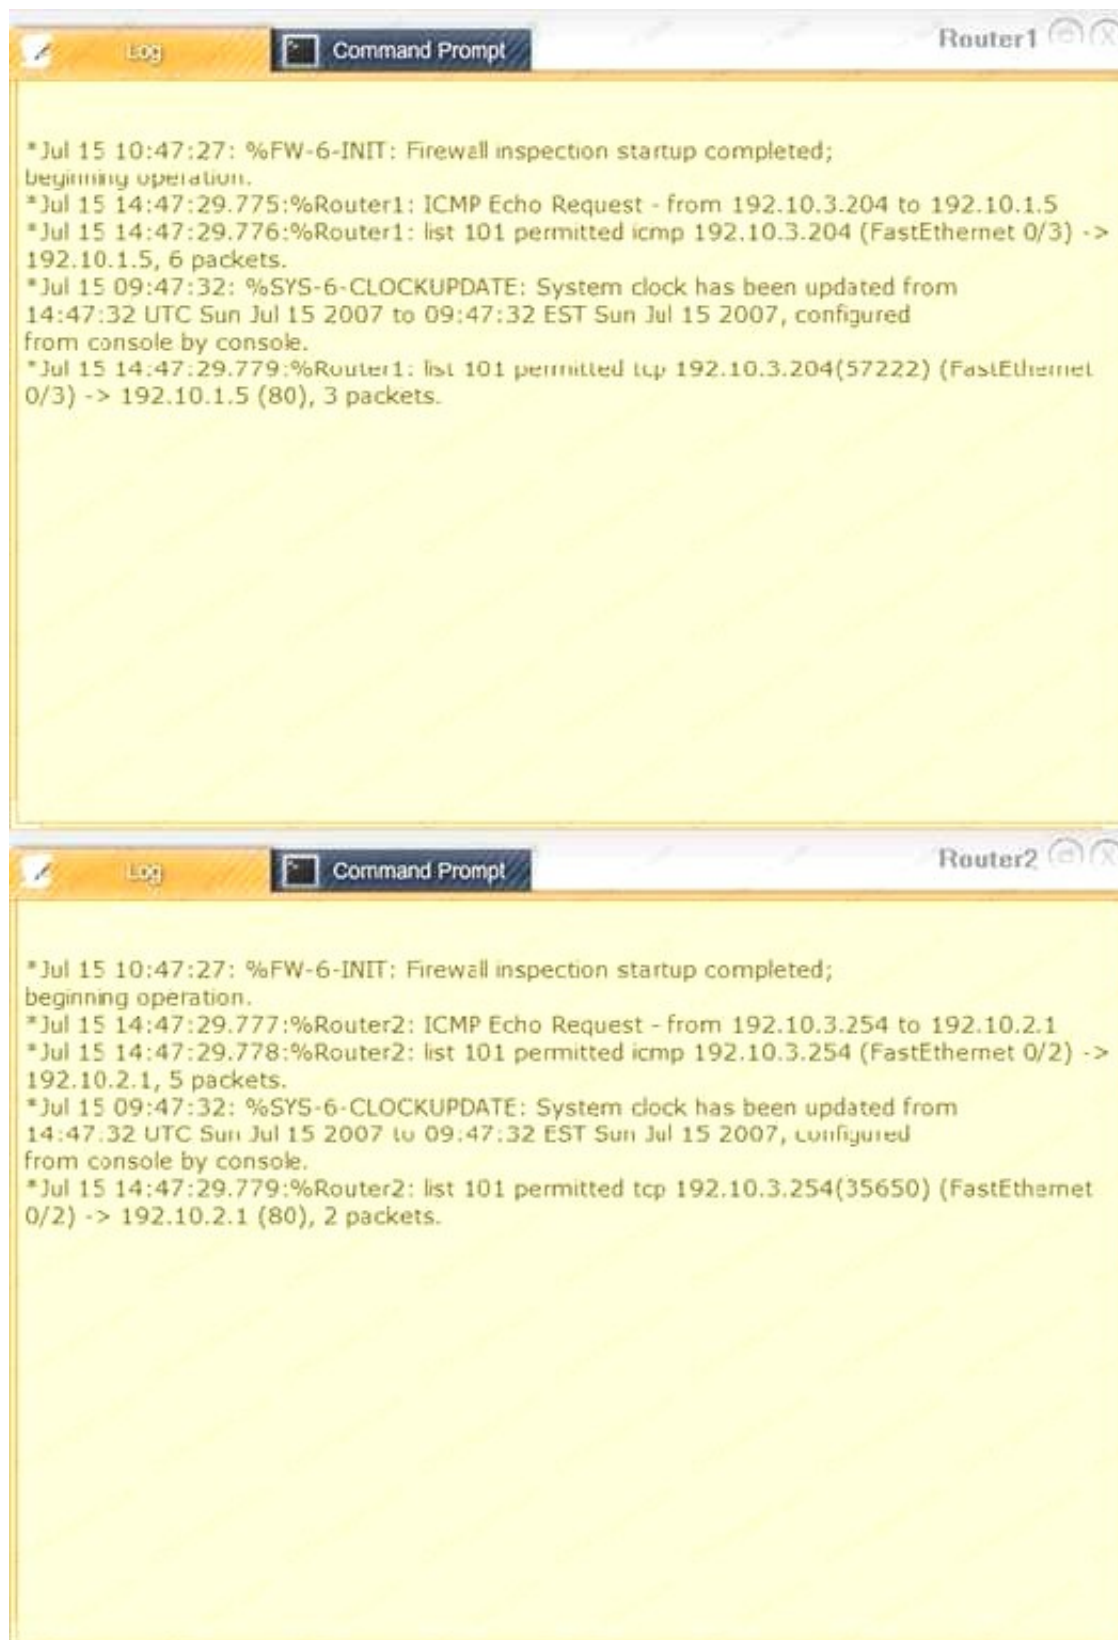 Log
Command Prompt
Router1
*Jul 15 10:47:27: %FW-6-INIT: Firewall inspection startup completed;
beginning operation.
*Jul 15 14:47:29.775:%Router1: ICMP Echo Request - from 192.10.3.204 to 192.10.1.5
*Jul 15 14:47:29.776:%Router1: list 101 permitted icmp 192.10.3.204 (FastEthernet 0/3) ->
192.10.1.5, 6 packets.
*Jul 15 09:47:32: %SYS-6-CLOCKUPDATE: System clock has been updated from
14:47:32 UTC Sun Jul 15 2007 to 09:47:32 EST Sun Jul 15 2007, configured
from console by console.
*Jul 15 14:47:29.779:%Router1: list 101 permitted tcp 192.10.3.204(57222) (FastEthernet
0/3) -> 192.10.1.5 (80), 3 packets.
Log
Command Prompt
Router2
*Jul 15 10:47:27: %FW-6-INIT: Firewall inspection startup completed;
beginning operation.
*Jul 15 14:47:29.777:%Router2: ICMP Echo Request - from 192.10.3.254 to 192.10.2.1
*Jul 15 14:47:29.778:%Router2: list 101 permitted icmp 192.10.3.254 (FastEthernet 0/2) ->
192.10.2.1, 5 packets.
*Jul 15 09:47:32: %SYS-6-CLOCKUPDATE: System clock has been updated from
14:47:32 UTC Sun Jul 15 2007 to 09:47:32 EST Sun Jul 15 2007, configured
from console by console.
*Jul 15 14:47:29.779:%Router2: list 101 permitted tcp 192.10.3.254(35650) (FastEthernet
0/2) -> 192.10.2.1 (80), 2 packets.